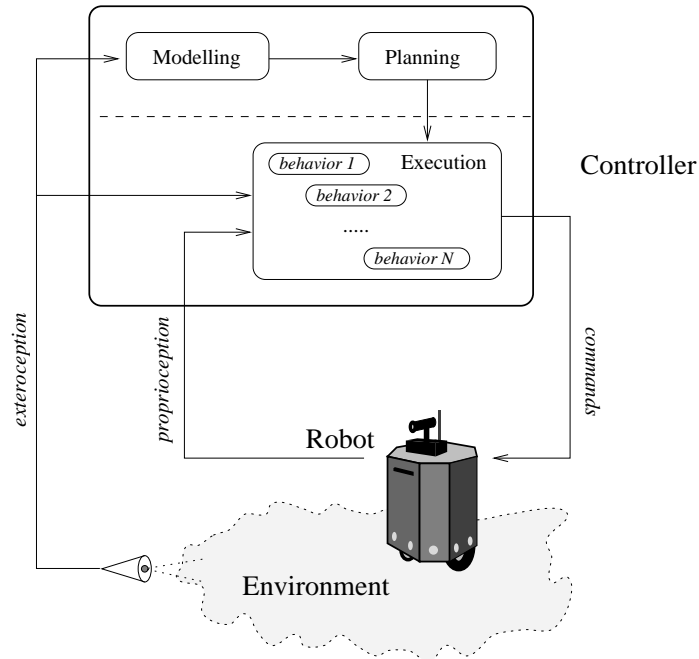 Modelling
Planning
behavior 1
Execution
behavior 2
.....
behavior N
Controller
exteroception
proprioception
commands
Robot
Environment